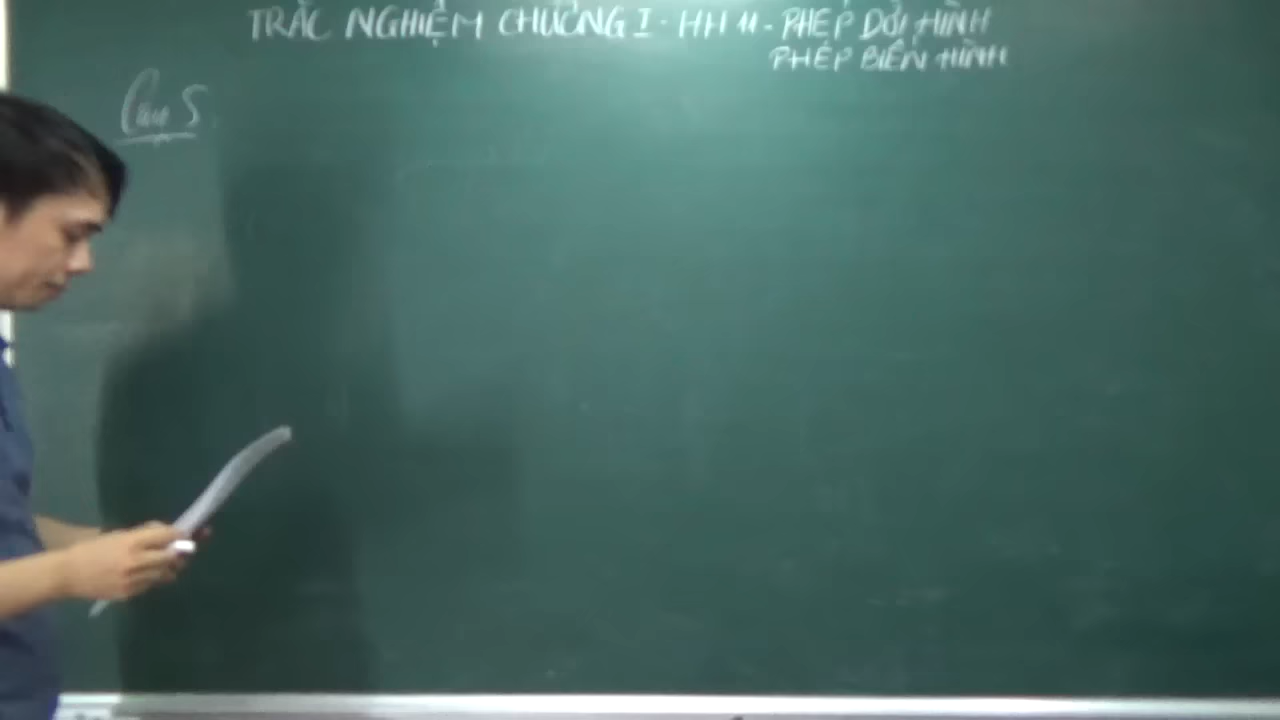 TRẮC NGHIỆM CHƯƠNG I - HH 11 - PHÉP DỜI HÌNH
PHÉP BIẾN HÌNH
Câu 5